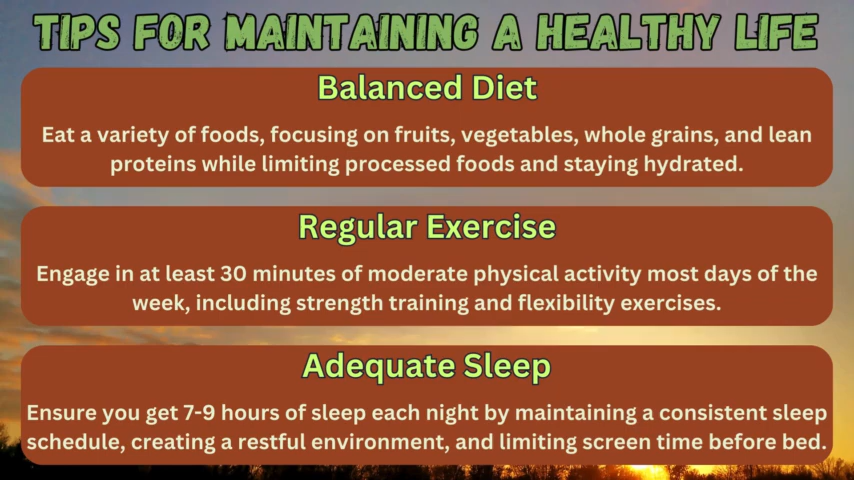 TIPS FOR MAINTAINING A HEALTHY LIFE
Balanced Diet
Eat a variety of foods, focusing on fruits, vegetables, whole grains, and lean
proteins while limiting processed foods and staying hydrated.
Regular Exercise
Engage in at least 30 minutes of moderate physical activity most days of the
week, including strength training and flexibility exercises.
Adequate Sleep
Ensure you get 7-9 hours of sleep each night by maintaining a consistent sleep
schedule, creating a restful environment, and limiting screen time before bed.